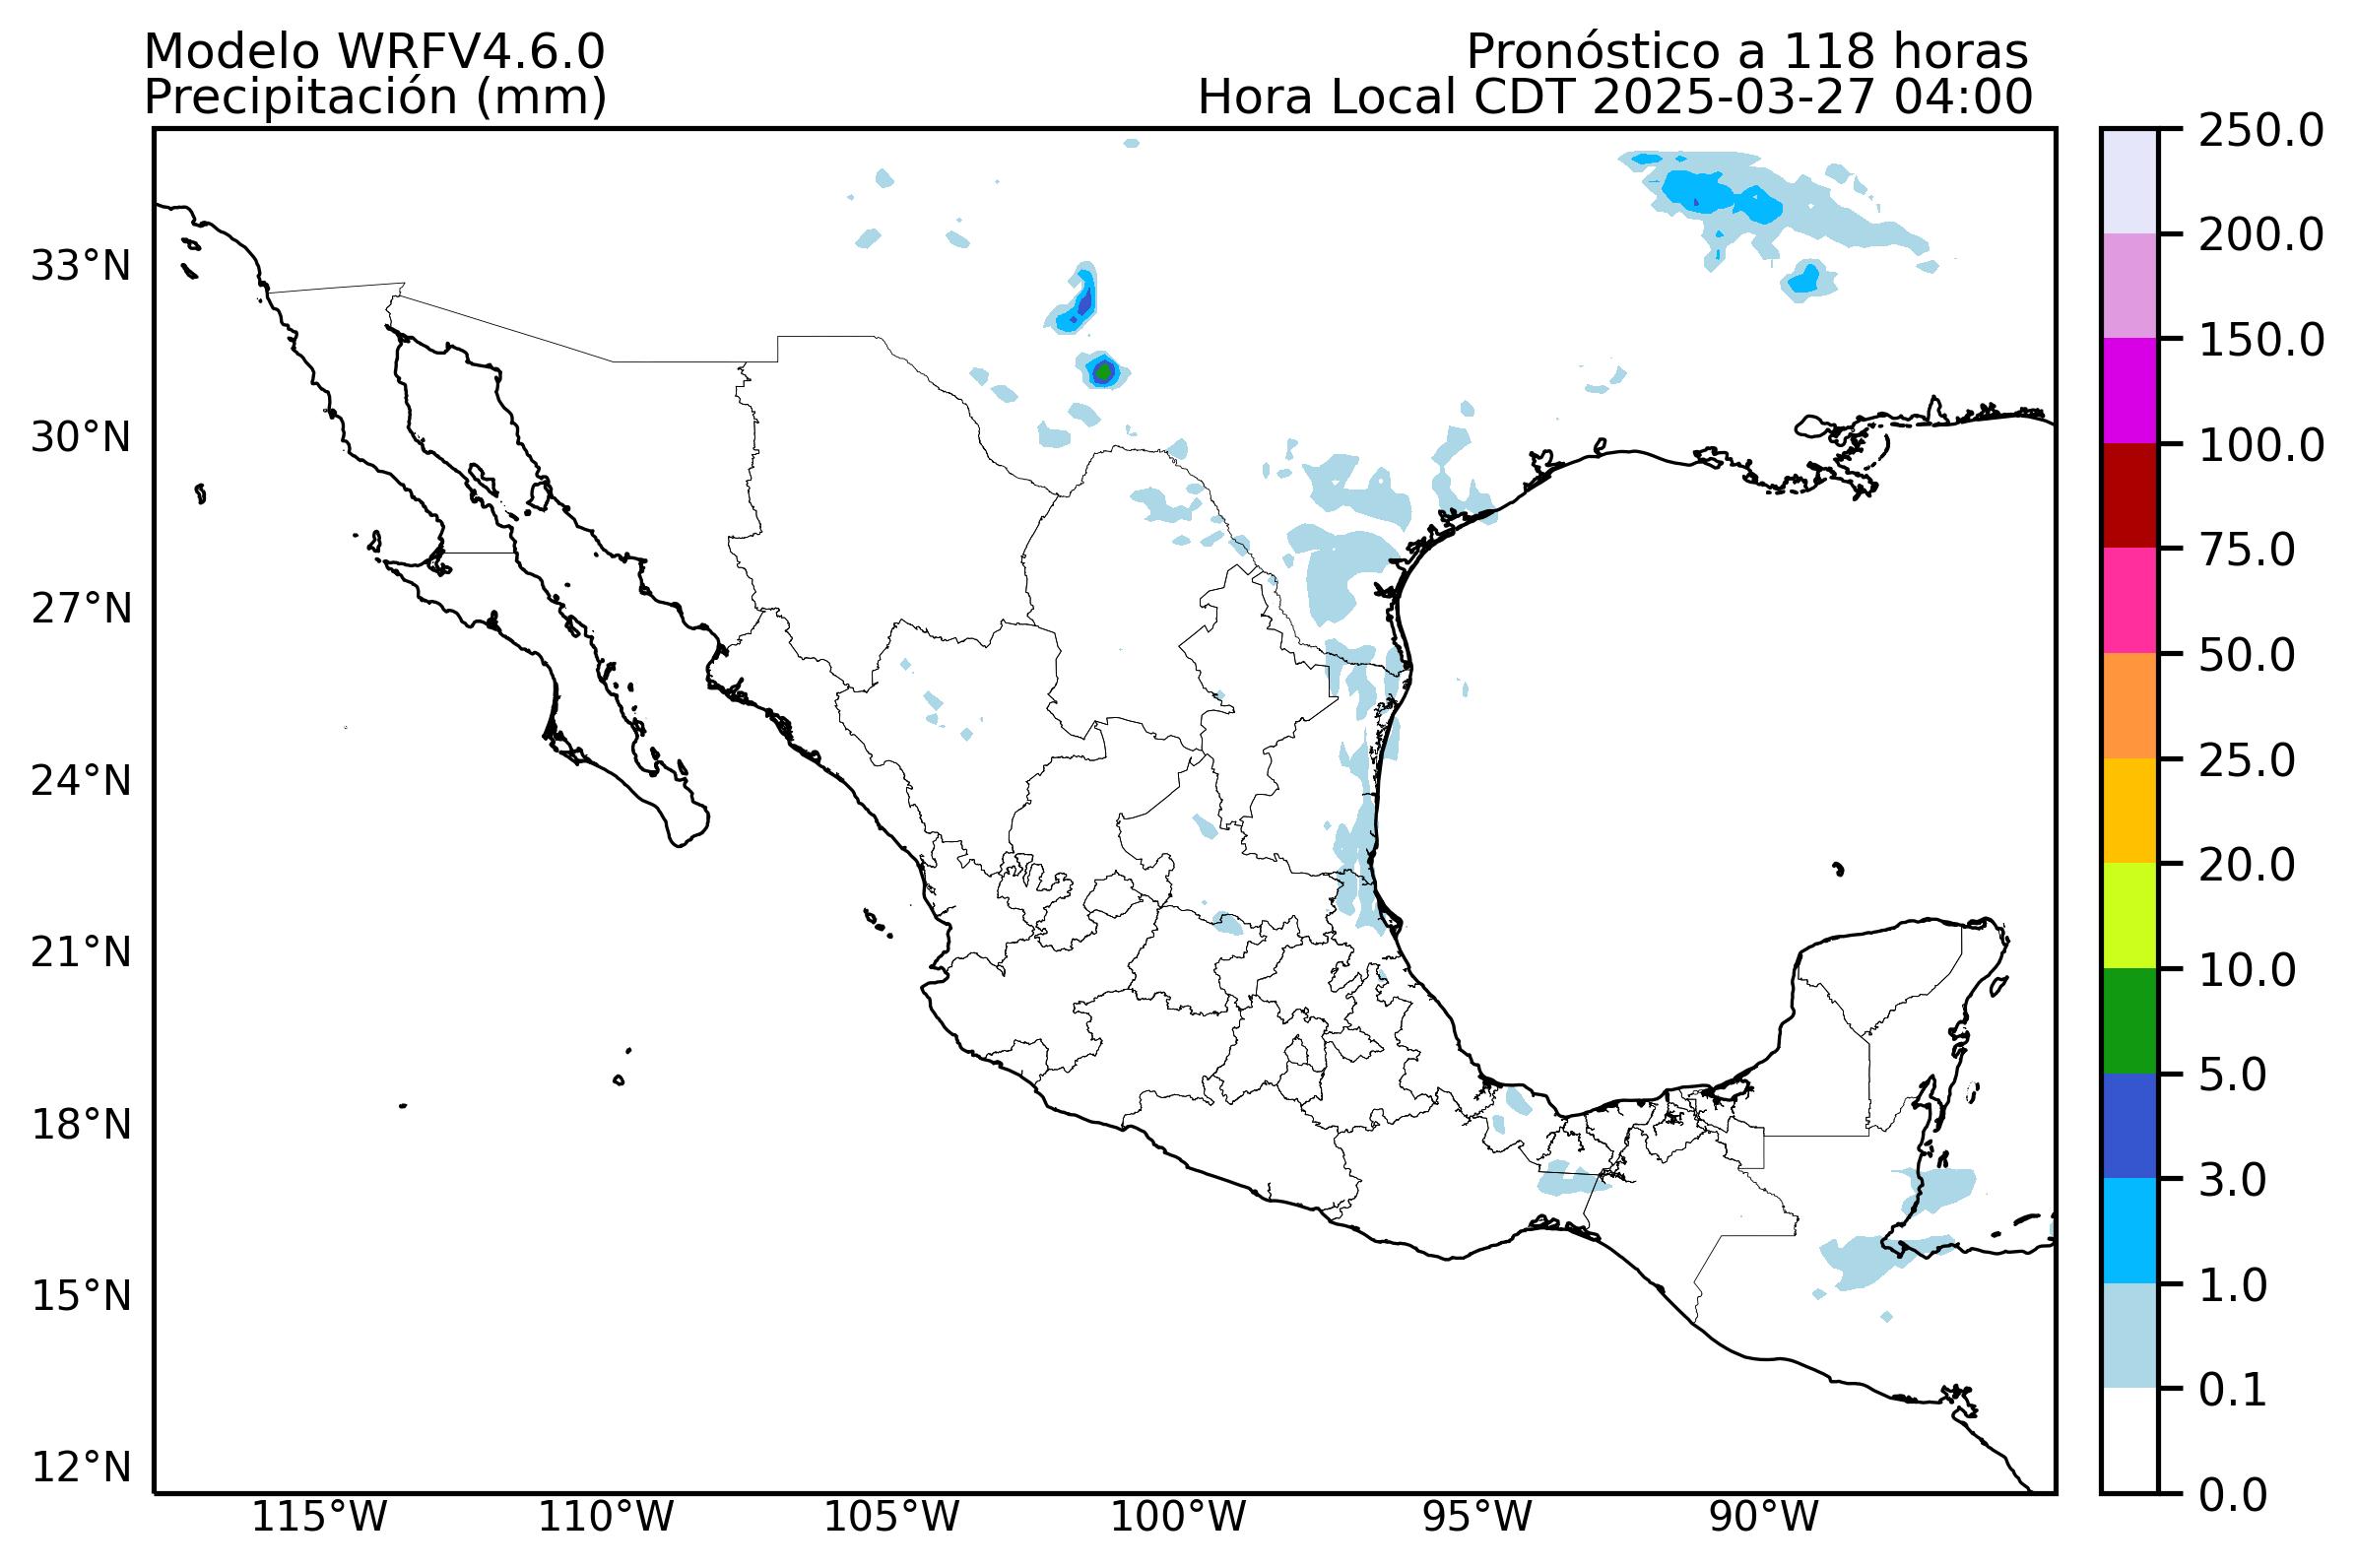 Modelo WRFV4.6.0
Precipitación (mm)
Pronóstico a 118 horas
Hora Local CDT 2025-03-27 04:00
33°N
30°N
27°N
24°N
21°N
18°N
15°N
12°N
115°W
110°W
105°W
100°W
95°W
90°W
250.0
200.0
150.0
100.0
75.0
50.0
25.0
20.0
10.0
5.0
3.0
1.0
0.1
0.0